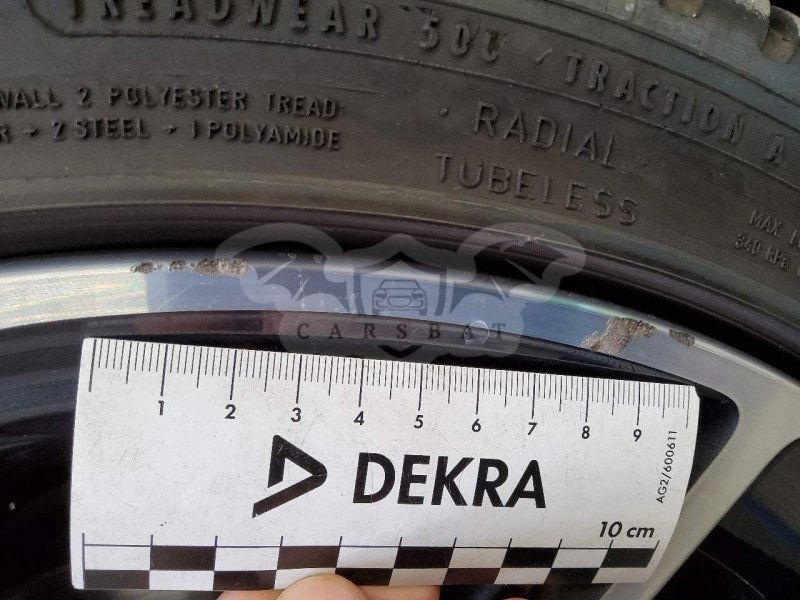 TREADWEAR 500 TRACTION A
WALL 2 POLYESTER TREAD:
R + 2 STEEL + 1 POLYAMIDE
RADIAL
TUBELESS
MAX
340 kPa
CARSBAT
1 2 3 4 5 6 7 8 9
DEKRA
AG2/600611
10 cm